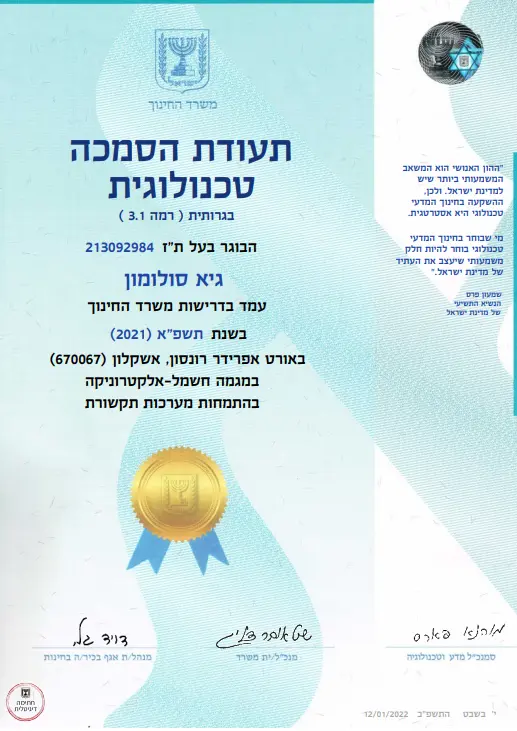 ישראל
משרד החינוך
תעודת הסמכה
טכנולוגית
בגרותית ( רמה 3.1 )
הבוגר בעל ת"ז 213092984
גיא סולומון
עמד בדרישות משרד החינוך
בשנת תשפ"א (2021)
באורט אפרידר רונסון, אשקלון (670067)
במגמה חשמל-אלקטרוניקה
בהתמחות מערכות תקשורת
"ההון האנושי הוא המשאב
המשמעותי ביותר שיש
למדינת ישראל. ולכן,
ההשקעה בחינוך המדעי
טכנולוגי היא אסטרטגית.
מי שבוחר בחינוך המדעי
טכנולוגי בוחר להיות חלק
משמעותי שיעצב את העתיד
של מדינת ישראל."
שמעון פרס
הנשיא התשיעי
של מדינת ישראל
דויד גל
מנהל/ת אגף בכיר/ה בחינות
מנכ"ל/ית משרד
סמנכ"ל מדע וטכנולוגיה
חתימה
דיגיטלית
י' בשבט התשפ"ב 12/01/2022